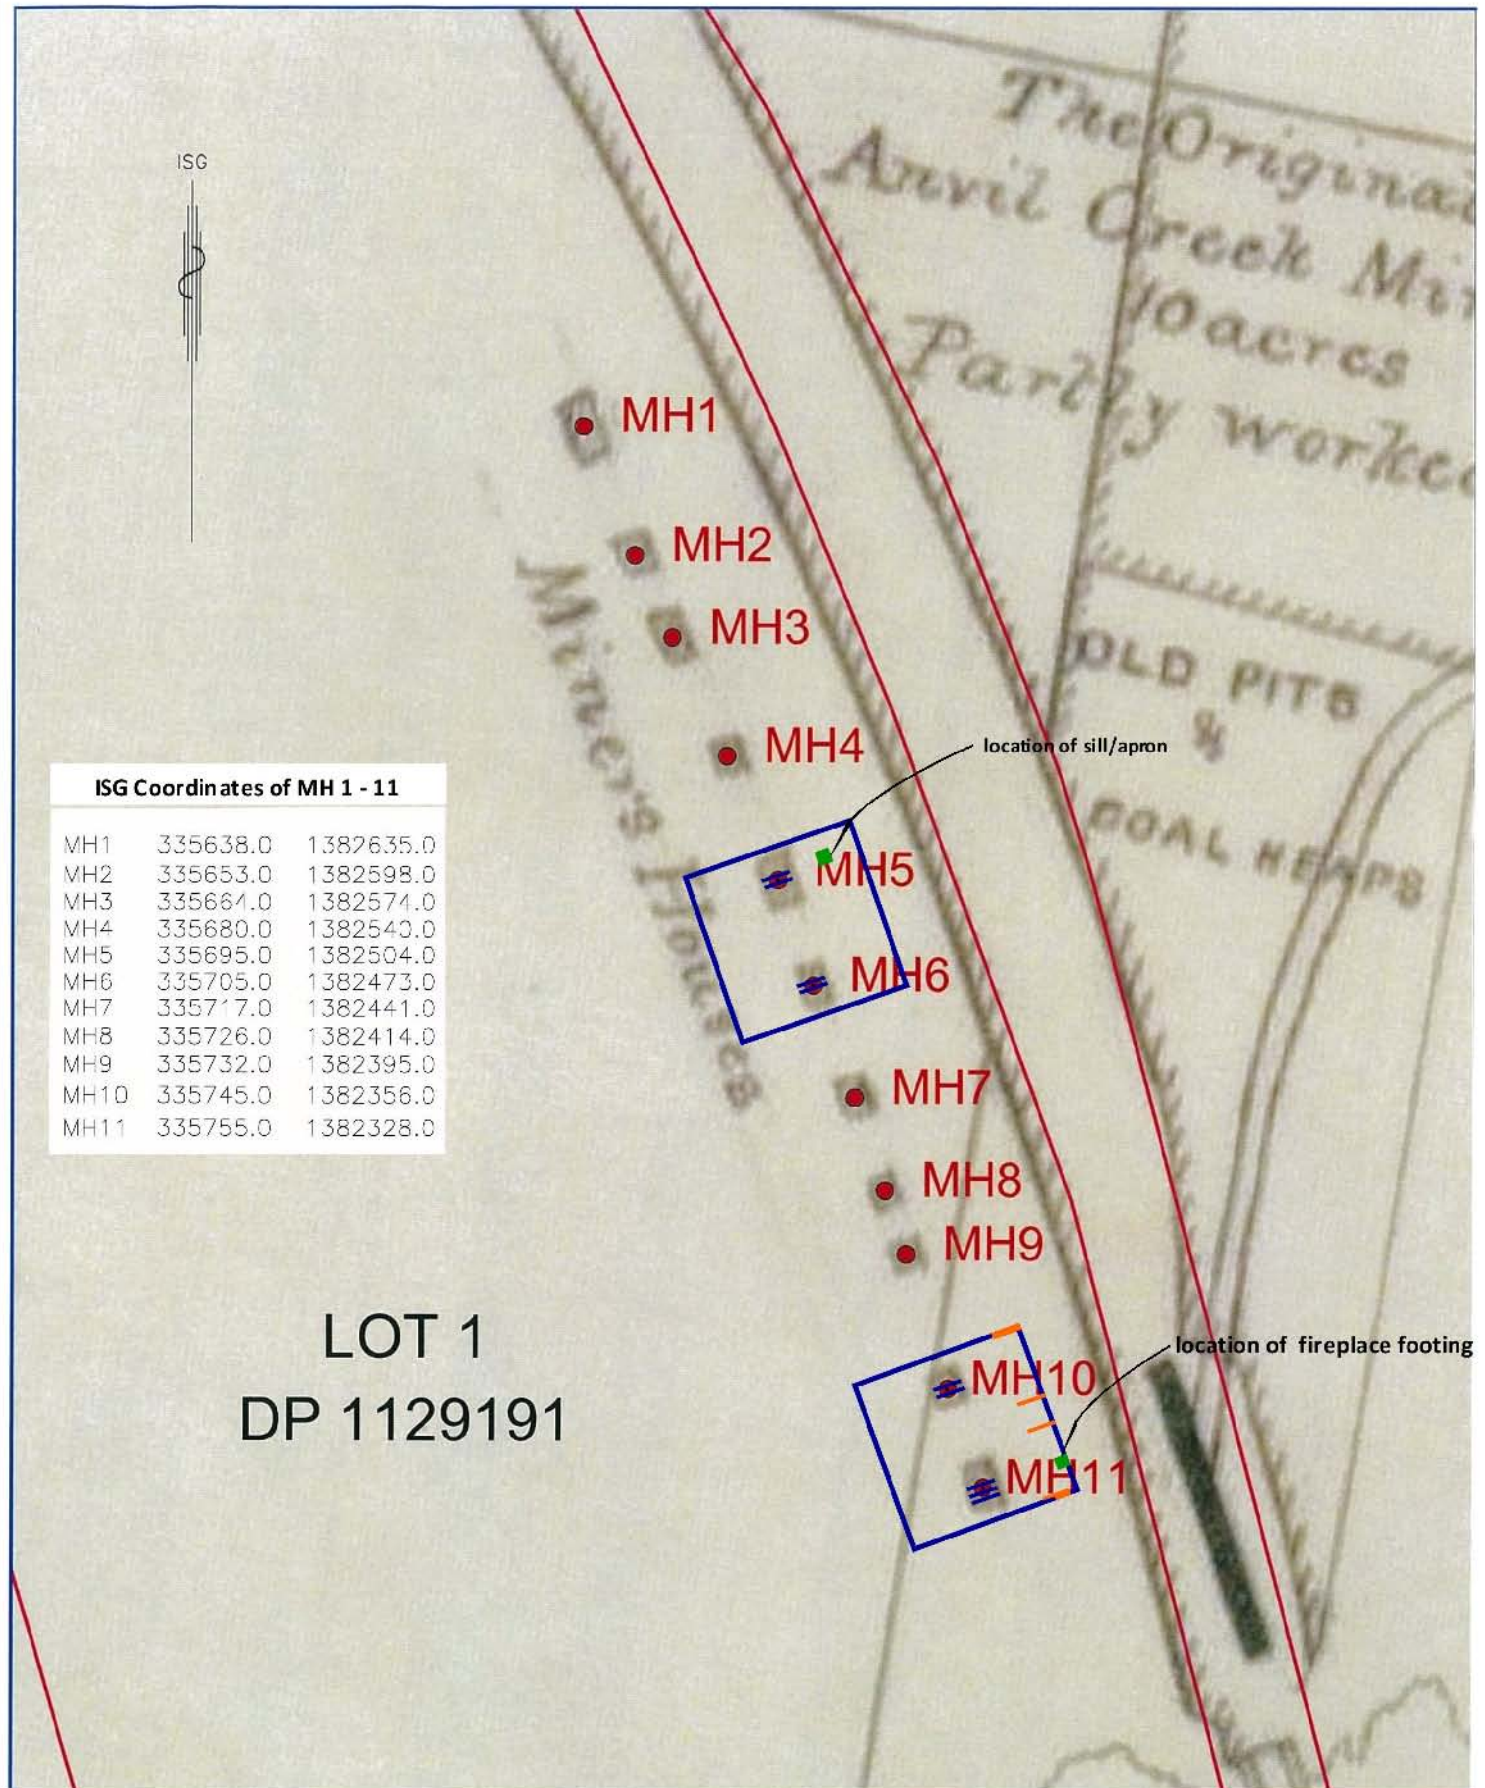 The Original
Anvil Creek Min
10 acres
Partly worked
ISG
MH1
MH2
Miner's Houses
MH3
OLD PITS
&
COAL HEAPS
MH4
location of sill/apron
ISG Coordinates of MH 1 - 11
MH1 335638.0 1382635.0
MH2 335653.0 1382598.0
MH3 335664.0 1382574.0
MH4 335680.0 1382540.0
MH5 335695.0 1382504.0
MH6 335705.0 1382473.0
MH7 335717.0 1382441.0
MH8 335726.0 1382414.0
MH9 335732.0 1382395.0
MH10 335745.0 1382356.0
MH11 335755.0 1382328.0
MH5
MH6
MH7
MH8
MH9
LOT 1
DP 1129191
location of fireplace footing
MH10
MH11